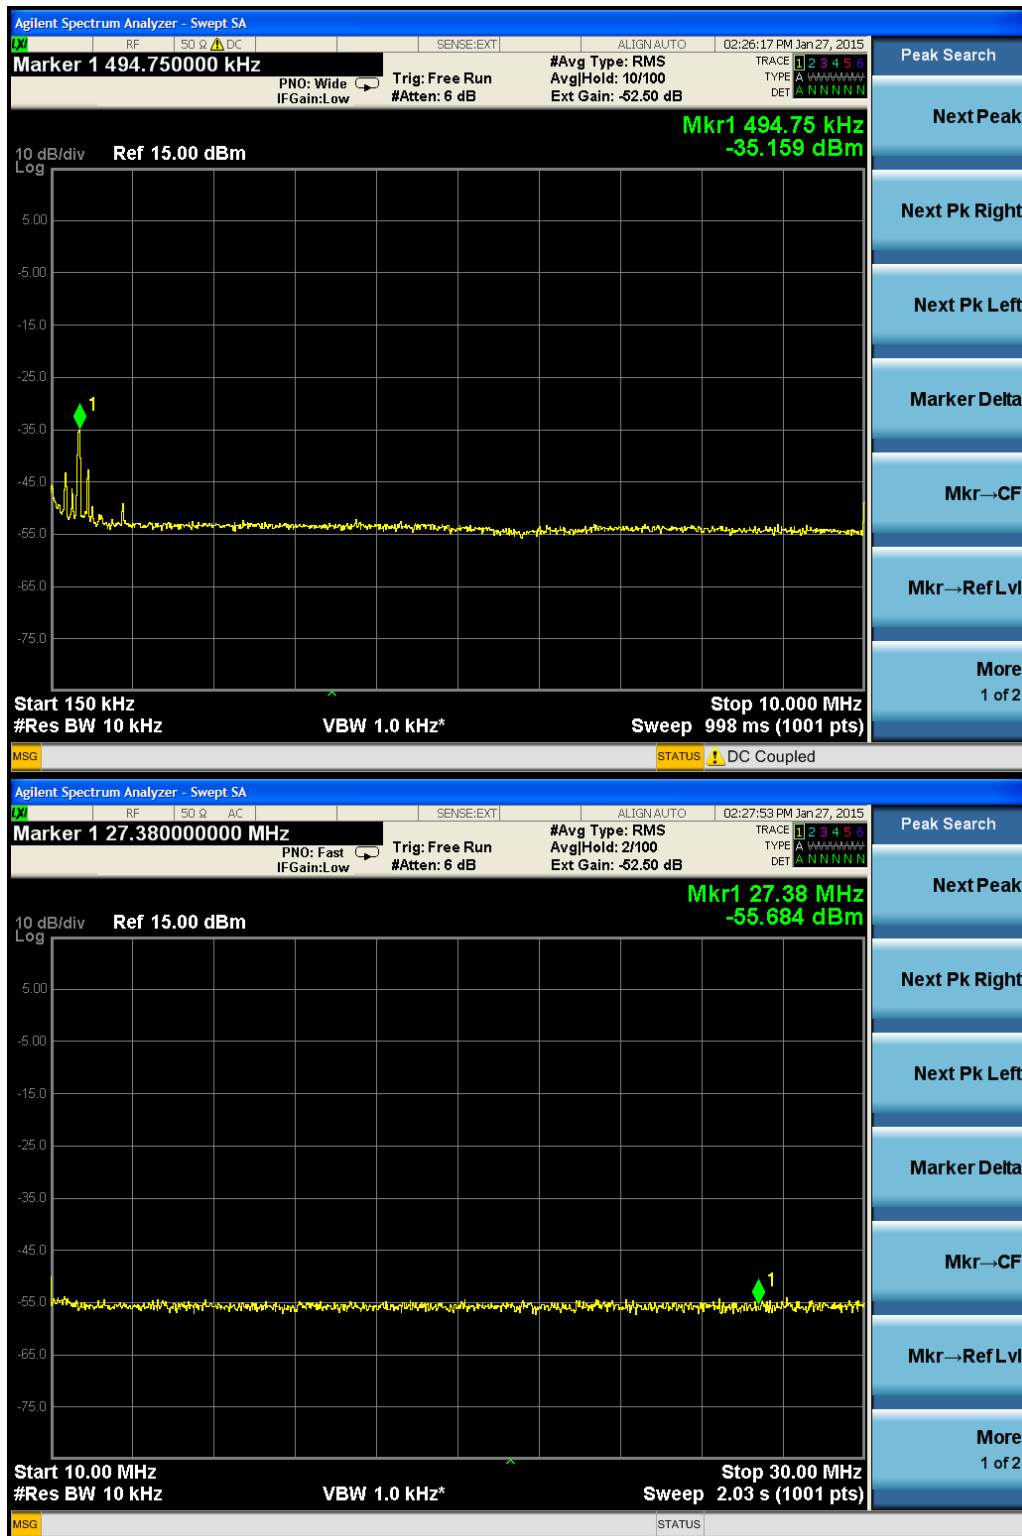 Agilent Spectrum Analyzer - Swept SA
LXI RF 50 Ω DC SENSE:EXT ALIGN AUTO 02:26:17 PM Jan 27, 2015
Marker 1 494.750000 kHz
PNO: Wide
IFGain:Low
Trig: Free Run
#Atten: 6 dB
#Avg Type: RMS
Avg|Hold: 10/100
Ext Gain: -52.50 dB
TRACE 1 2 3 4 5 6
TYPE A WWWWW
DET A N N N N N
Peak Search
Mkr1 494.75 kHz
-35.159 dBm
10 dB/div Ref 15.00 dBm
Log
5.00
-5.00
-15.0
-25.0
-35.0
-45.0
-55.0
-65.0
-75.0
1
Start 150 kHz Stop 10.000 MHz
#Res BW 10 kHz VBW 1.0 kHz* Sweep 998 ms (1001 pts)
Next Peak
Next Pk Right
Next Pk Left
Marker Delta
Mkr→CF
Mkr→Ref Lvl
More
1 of 2
MSG STATUS DC Coupled
Agilent Spectrum Analyzer - Swept SA
LXI RF 50 Ω AC SENSE:EXT ALIGN AUTO 02:27:53 PM Jan 27, 2015
Marker 1 27.380000000 MHz
PNO: Fast
IFGain:Low
Trig: Free Run
#Atten: 6 dB
#Avg Type: RMS
Avg|Hold: 2/100
Ext Gain: -52.50 dB
TRACE 1 2 3 4 5 6
TYPE A WWWWW
DET A N N N N N
Peak Search
Mkr1 27.38 MHz
-55.684 dBm
10 dB/div Ref 15.00 dBm
Log
5.00
-5.00
-15.0
-25.0
-35.0
-45.0
-55.0
-65.0
-75.0
1
Start 10.00 MHz Stop 30.00 MHz
#Res BW 10 kHz VBW 1.0 kHz* Sweep 2.03 s (1001 pts)
Next Peak
Next Pk Right
Next Pk Left
Marker Delta
Mkr→CF
Mkr→Ref Lvl
More
1 of 2
MSG STATUS